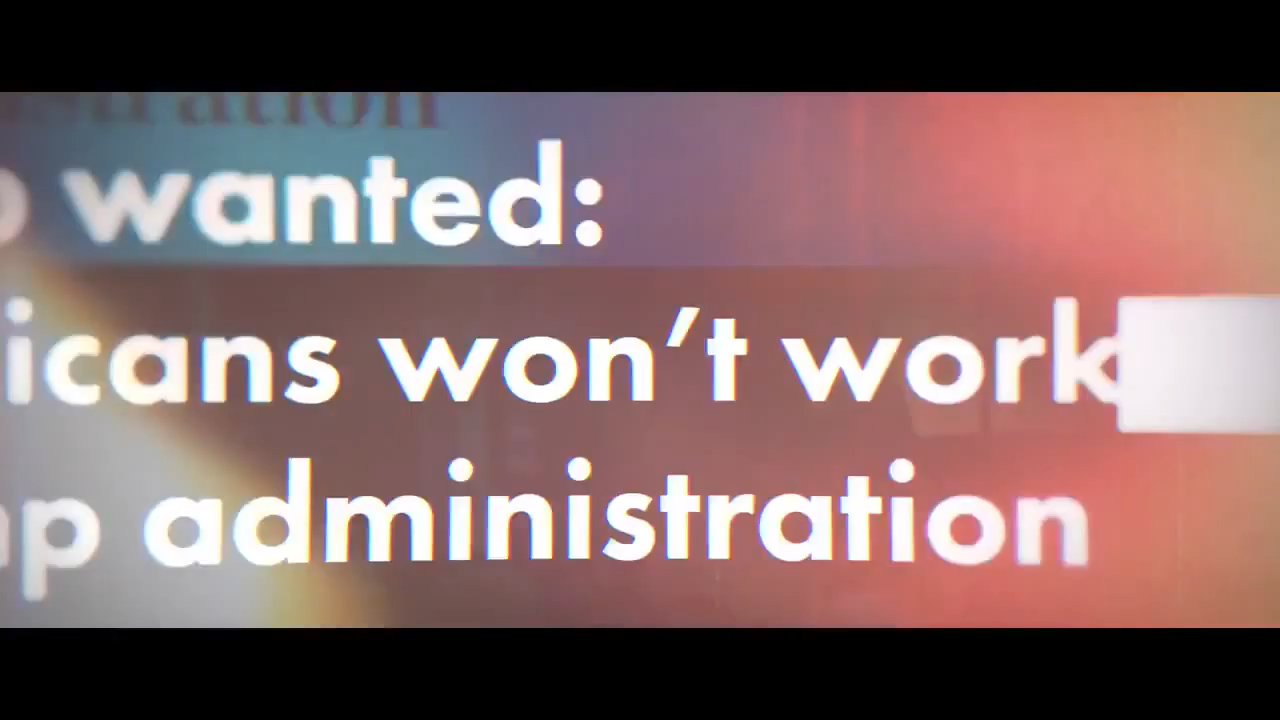 wanted:
icans won’t work
p administration